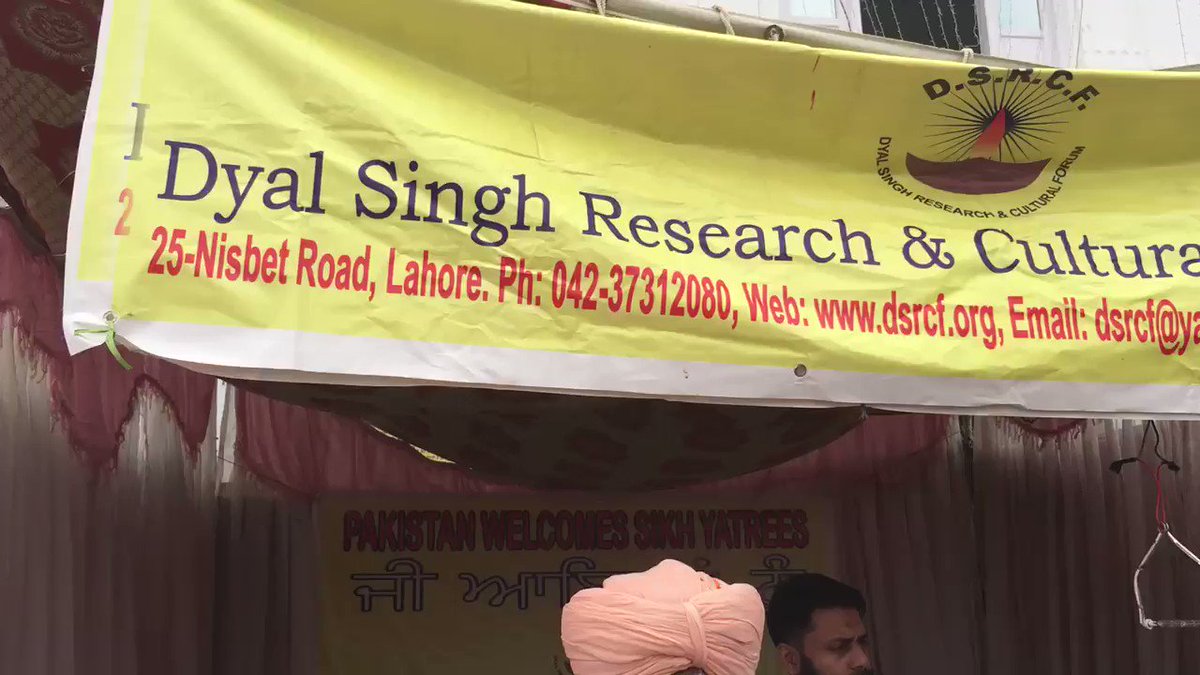 D.S.R.C.F.
DYAL SINGH RESEARCH & CULTURAL FORUM
Dyal Singh Research & Cultura
25-Nisbet Road, Lahore. Ph: 042-37312080, Web: www.dsrcf.org, Email: dsrcf@ya
PAKISTAN WELCOMES SIKH YATREES
ਜੀ ਆਇ ਨੂੰ